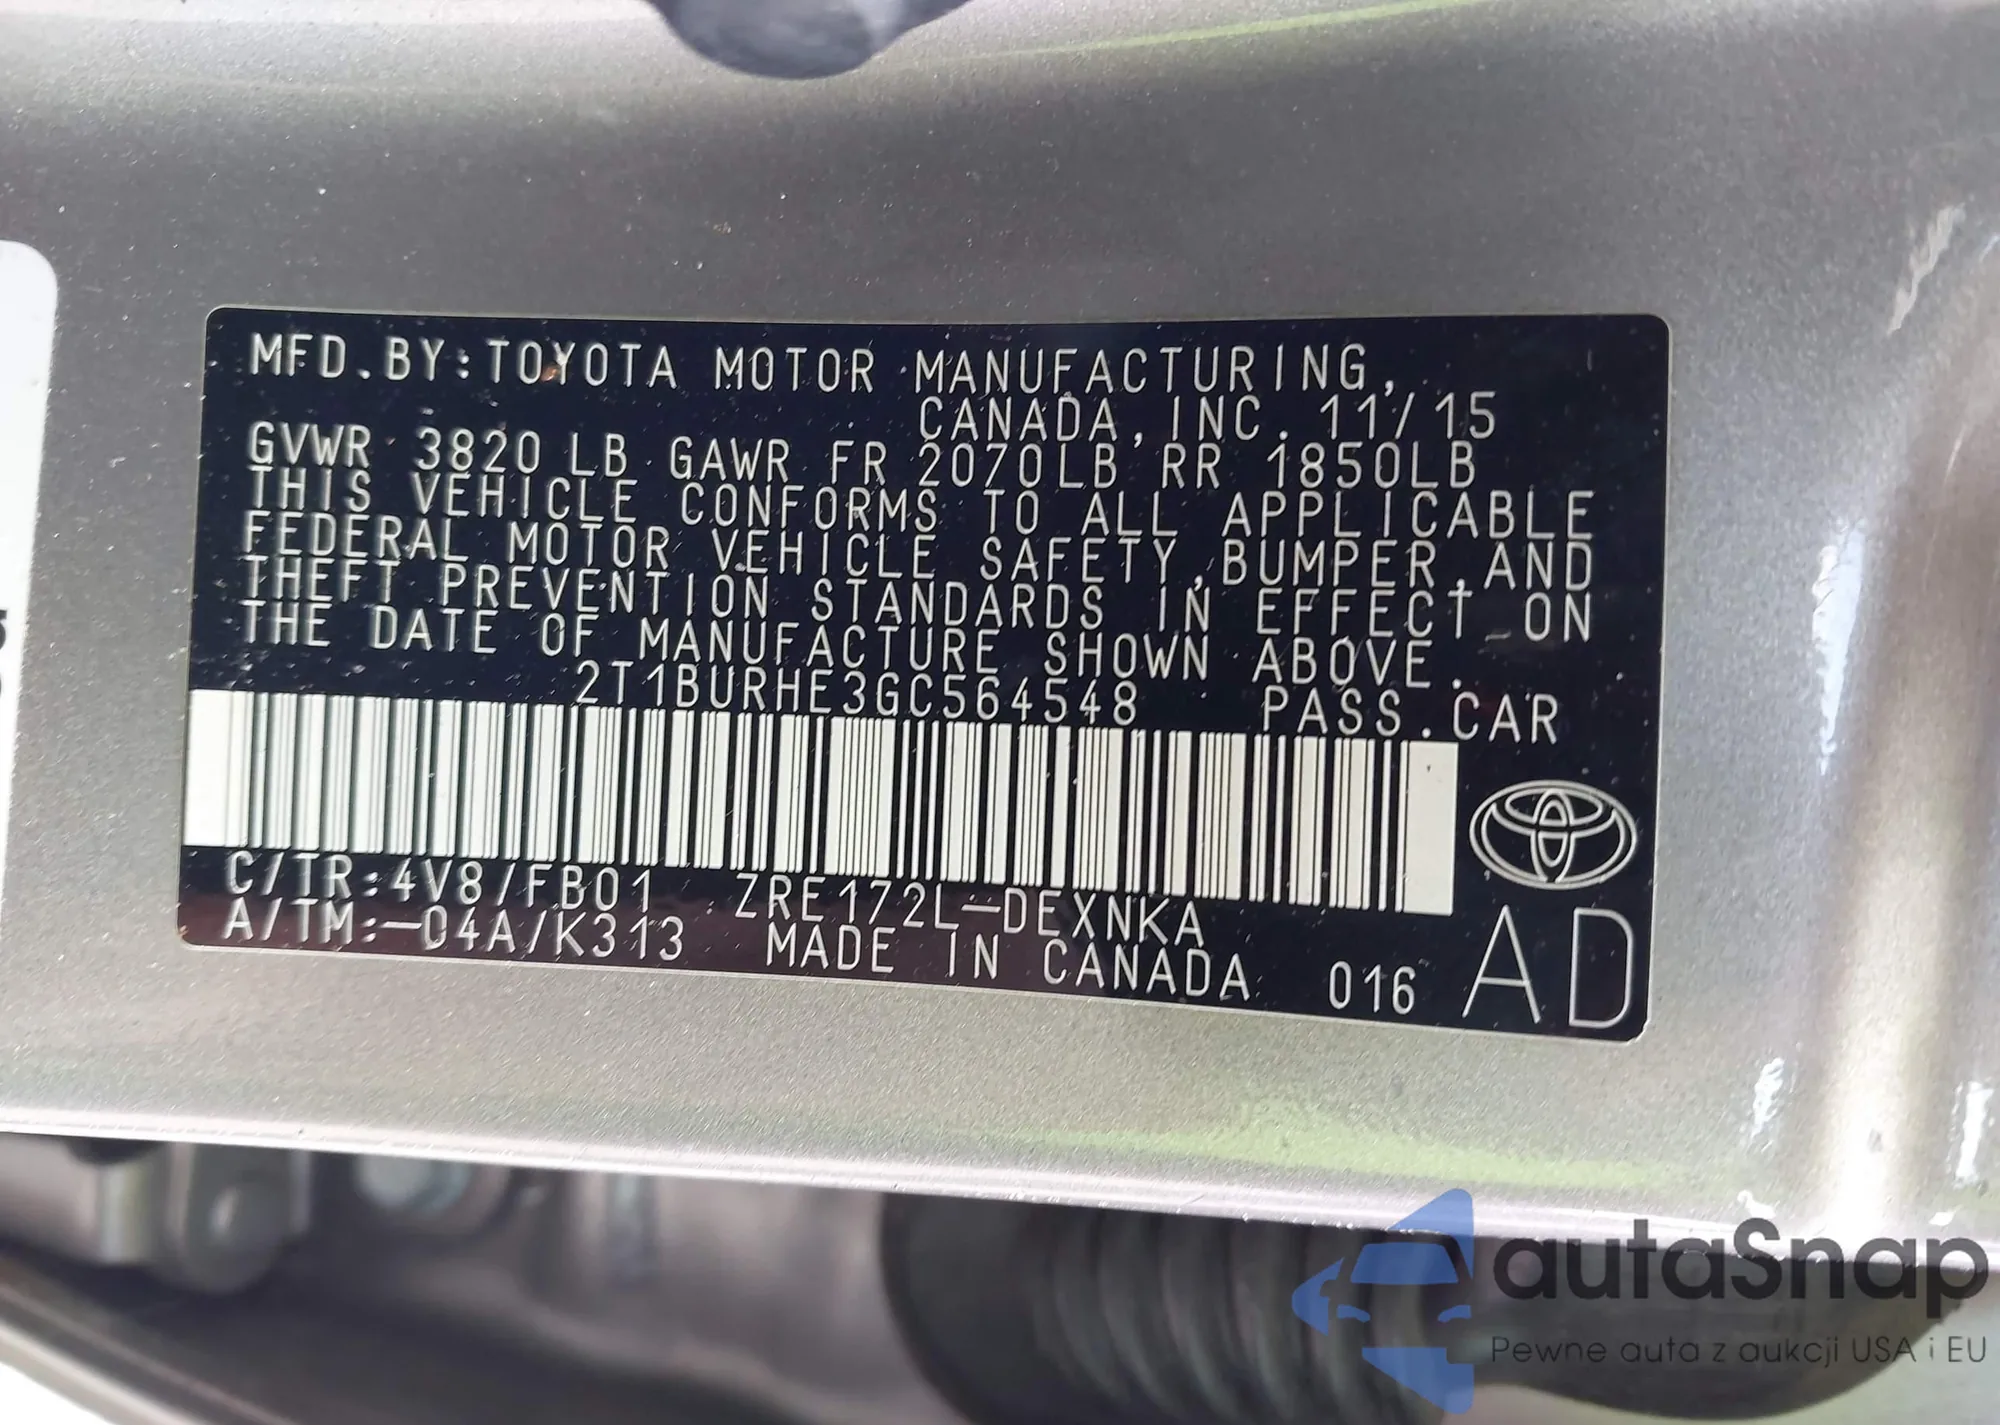 MFD.BY:TOYOTA MOTOR MANUFACTURING,
CANADA,INC. 11/15
GVWR 3820 LB GAWR FR 2070LB RR 1850LB
THIS VEHICLE CONFORMS TO ALL APPLICABLE
FEDERAL MOTOR VEHICLE SAFETY,BUMPER,AND
THEFT PREVENTION STANDARDS IN EFFECT ON
THE DATE OF MANUFACTURE SHOWN ABOVE.
2T1BURHE3GC564548 PASS.CAR
C/TR:4V8/FB01 ZRE172L-DEXNKA
A/TM:-04A/K313 MADE IN CANADA 016
AD
autaSnap
Pewne auta z aukcji USA i EU